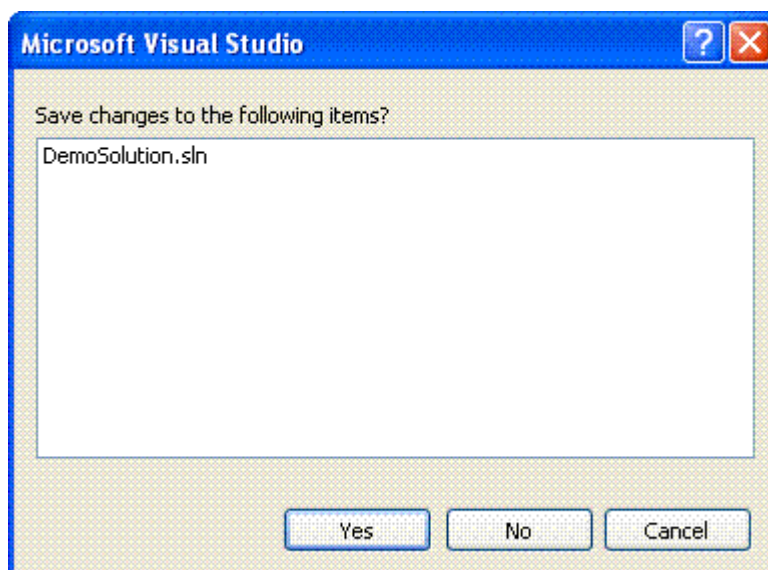 Microsoft Visual Studio
Save changes to the following items?
DemoSolution.sln
Yes No Cancel